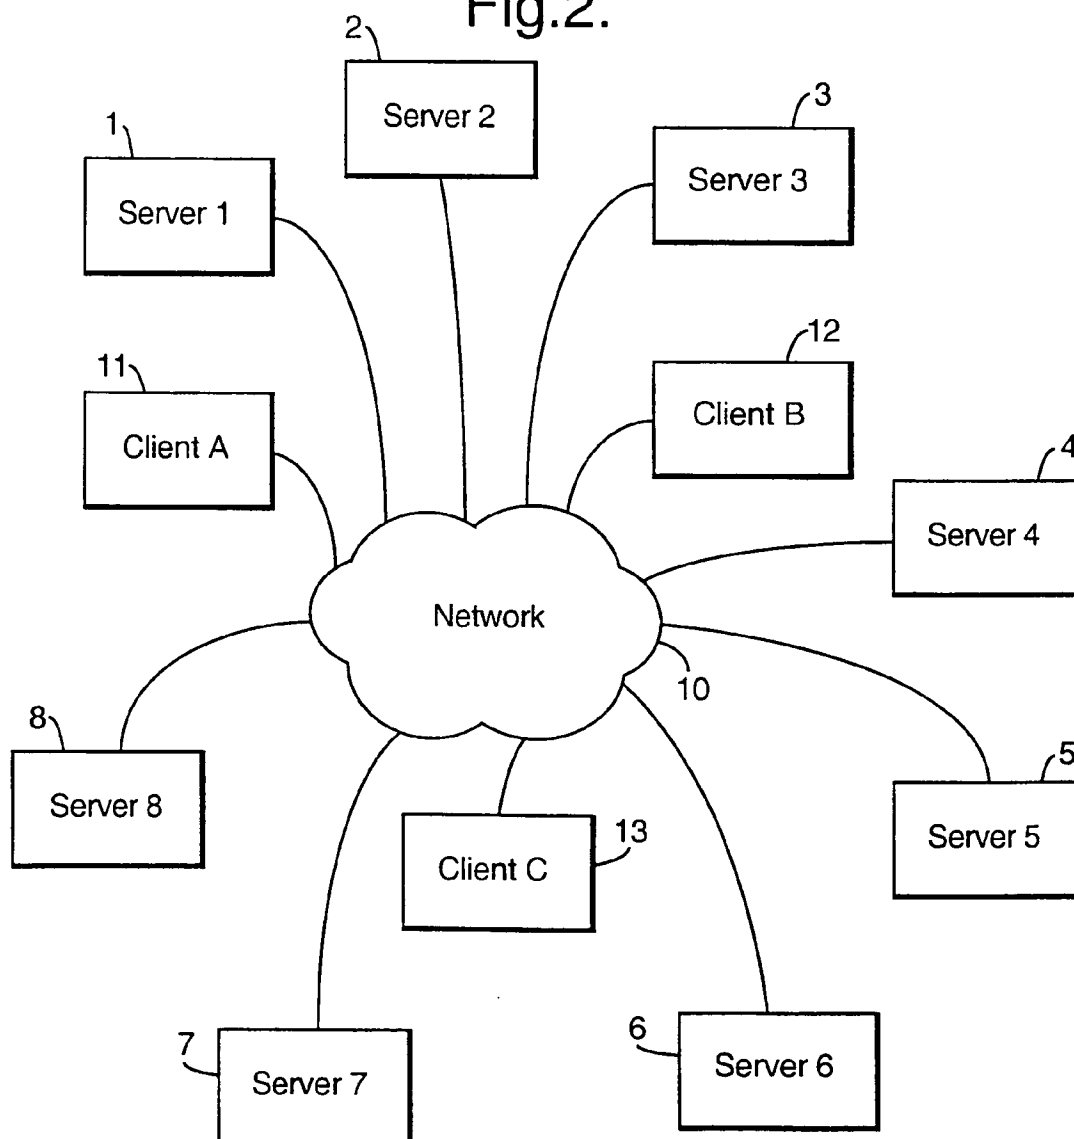 Fig.2.
2
Server 2
3
Server 3
1
Server 1
12
Client B
11
Client A
4
Server 4
Network
10
8
Server 8
5
Server 5
13
Client C
7
Server 7
6
Server 6